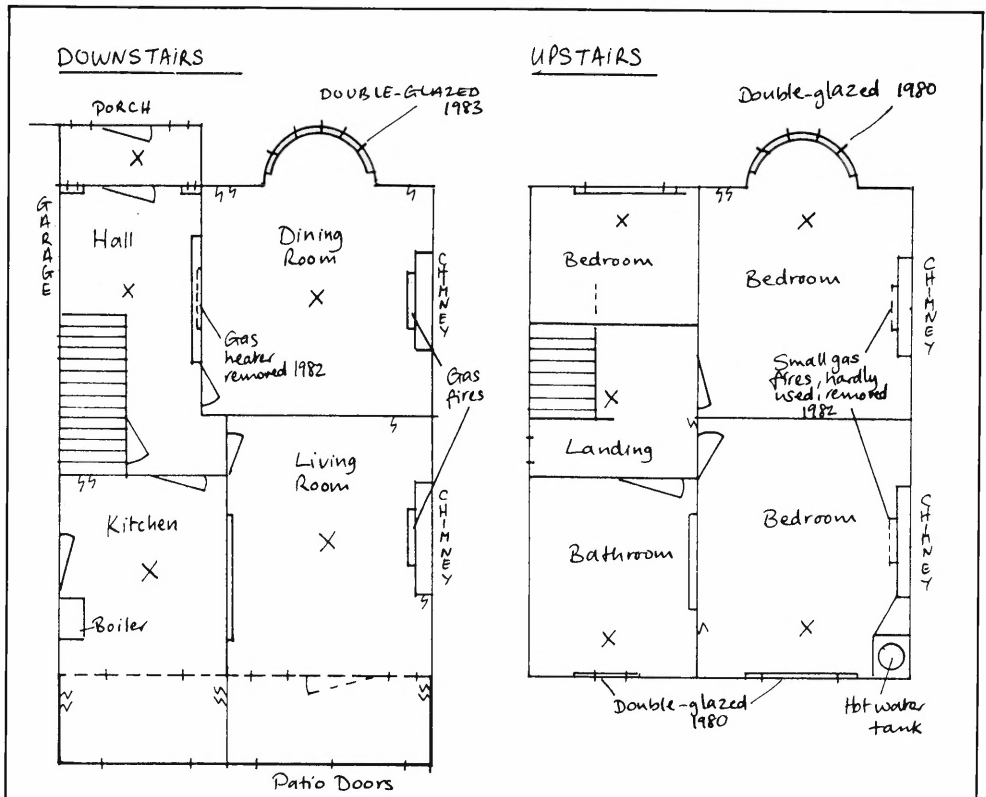 DOWNSTAIRS
PORCH
DOUBLE-GLAZED
1983
GARAGE
Hall
Dining
Room
CHIMNEY
Gas
heater
removed 1982
Gas
fires
Living
Room
Kitchen
CHIMNEY
Boiler
Patio Doors
UPSTAIRS
Double-glazed 1980
Bedroom
Bedroom
CHIMNEY
Small gas
fires, hardly
used, removed
1982
Landing
Bedroom
CHIMNEY
Bathroom
Double-glazed
1980
Hot water
tank